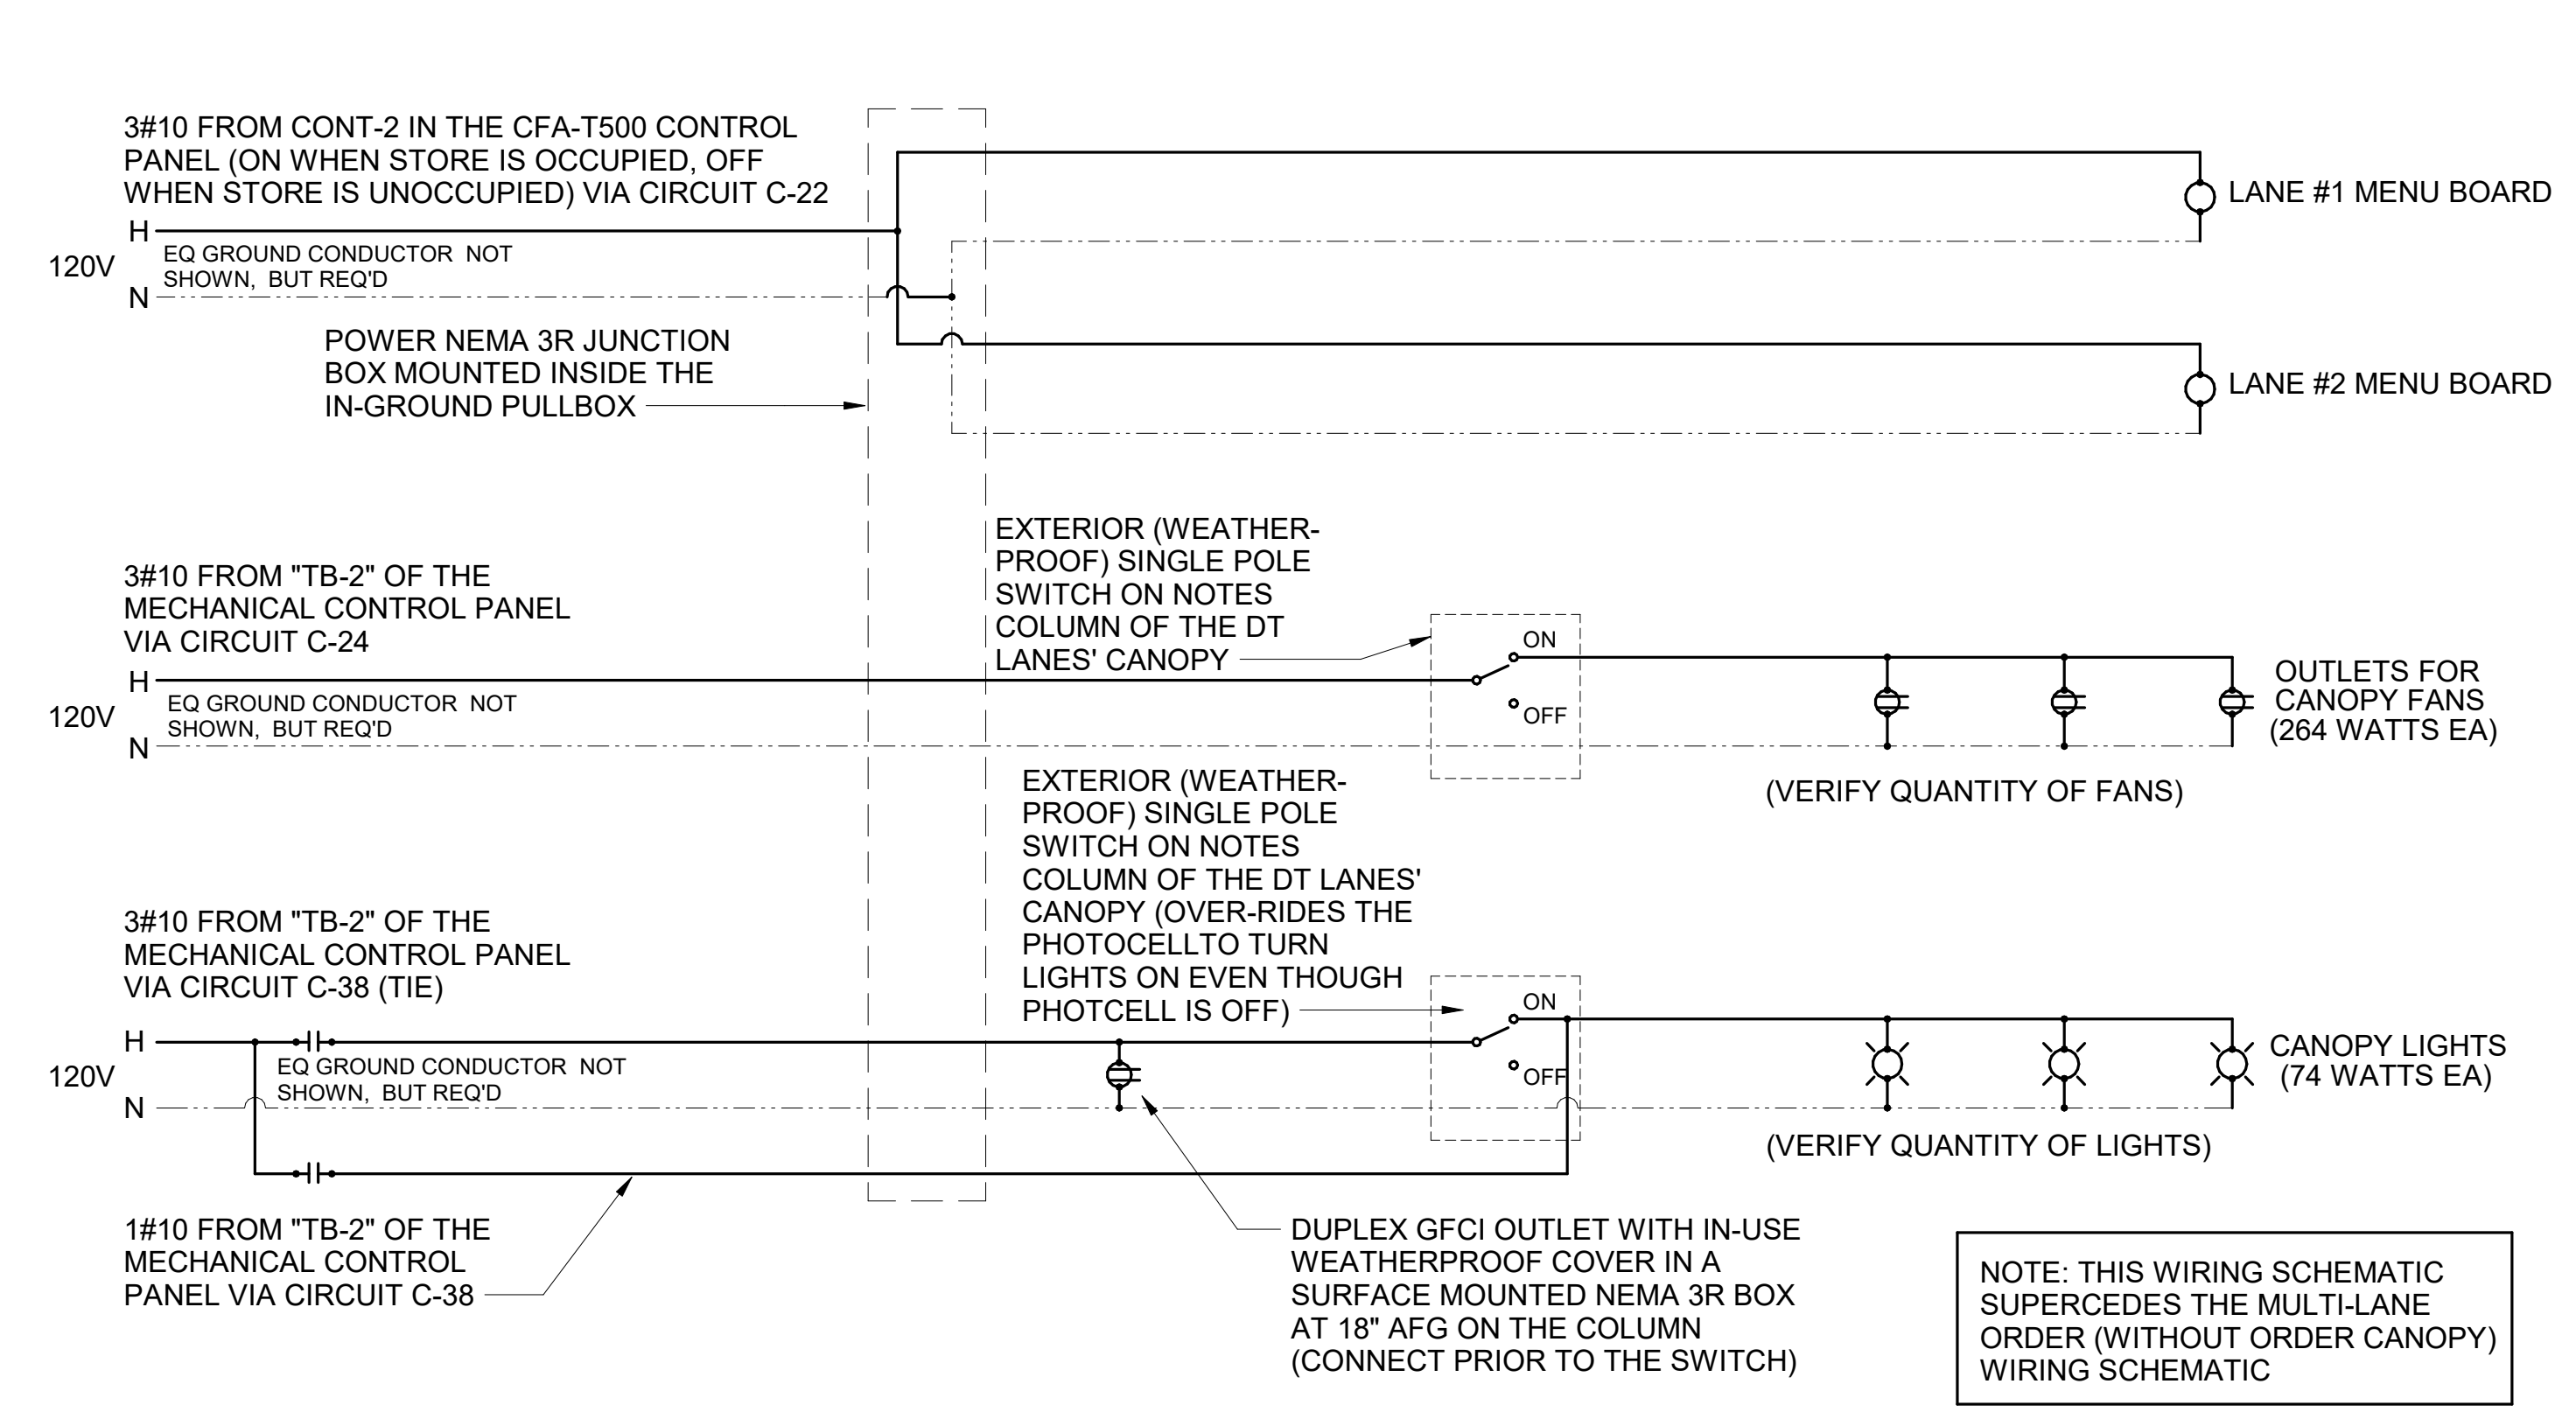 3#10 FROM CONT-2 IN THE CFA-T500 CONTROL
PANEL (ON WHEN STORE IS OCCUPIED, OFF
WHEN STORE IS UNOCCUPIED) VIA CIRCUIT C-22
H
EQ GROUND CONDUCTOR  NOT
SHOWN,  BUT REQ'D
120V
N
POWER NEMA 3R JUNCTION
BOX MOUNTED INSIDE THE
IN-GROUND PULLBOX
LANE #1 MENU BOARD
LANE #2 MENU BOARD
3#10 FROM "TB-2" OF THE
MECHANICAL CONTROL PANEL
VIA CIRCUIT C-24
H
EQ GROUND CONDUCTOR  NOT
SHOWN,  BUT REQ'D
120V
N
EXTERIOR (WEATHER-
PROOF) SINGLE POLE
SWITCH ON NOTES
COLUMN OF THE DT
LANES' CANOPY
ON
OFF
OUTLETS FOR
CANOPY FANS
(264 WATTS EA)
(VERIFY QUANTITY OF FANS)
3#10 FROM "TB-2" OF THE
MECHANICAL CONTROL PANEL
VIA CIRCUIT C-38 (TIE)
H
EQ GROUND CONDUCTOR  NOT
SHOWN,  BUT REQ'D
120V
N
EXTERIOR (WEATHER-
PROOF) SINGLE POLE
SWITCH ON NOTES
COLUMN OF THE DT LANES'
CANOPY (OVER-RIDES THE
PHOTOCELLTO TURN
LIGHTS ON EVEN THOUGH
PHOTCELL IS OFF)
ON
OFF
CANOPY LIGHTS
(74 WATTS EA)
(VERIFY QUANTITY OF LIGHTS)
1#10 FROM "TB-2" OF THE
MECHANICAL CONTROL
PANEL VIA CIRCUIT C-38
DUPLEX GFCI OUTLET WITH IN-USE
WEATHERPROOF COVER IN A
SURFACE MOUNTED NEMA 3R BOX
AT 18" AFG ON THE COLUMN
(CONNECT PRIOR TO THE SWITCH)
NOTE: THIS WIRING SCHEMATIC
SUPERCEDES THE MULTI-LANE
ORDER (WITHOUT ORDER CANOPY)
WIRING SCHEMATIC